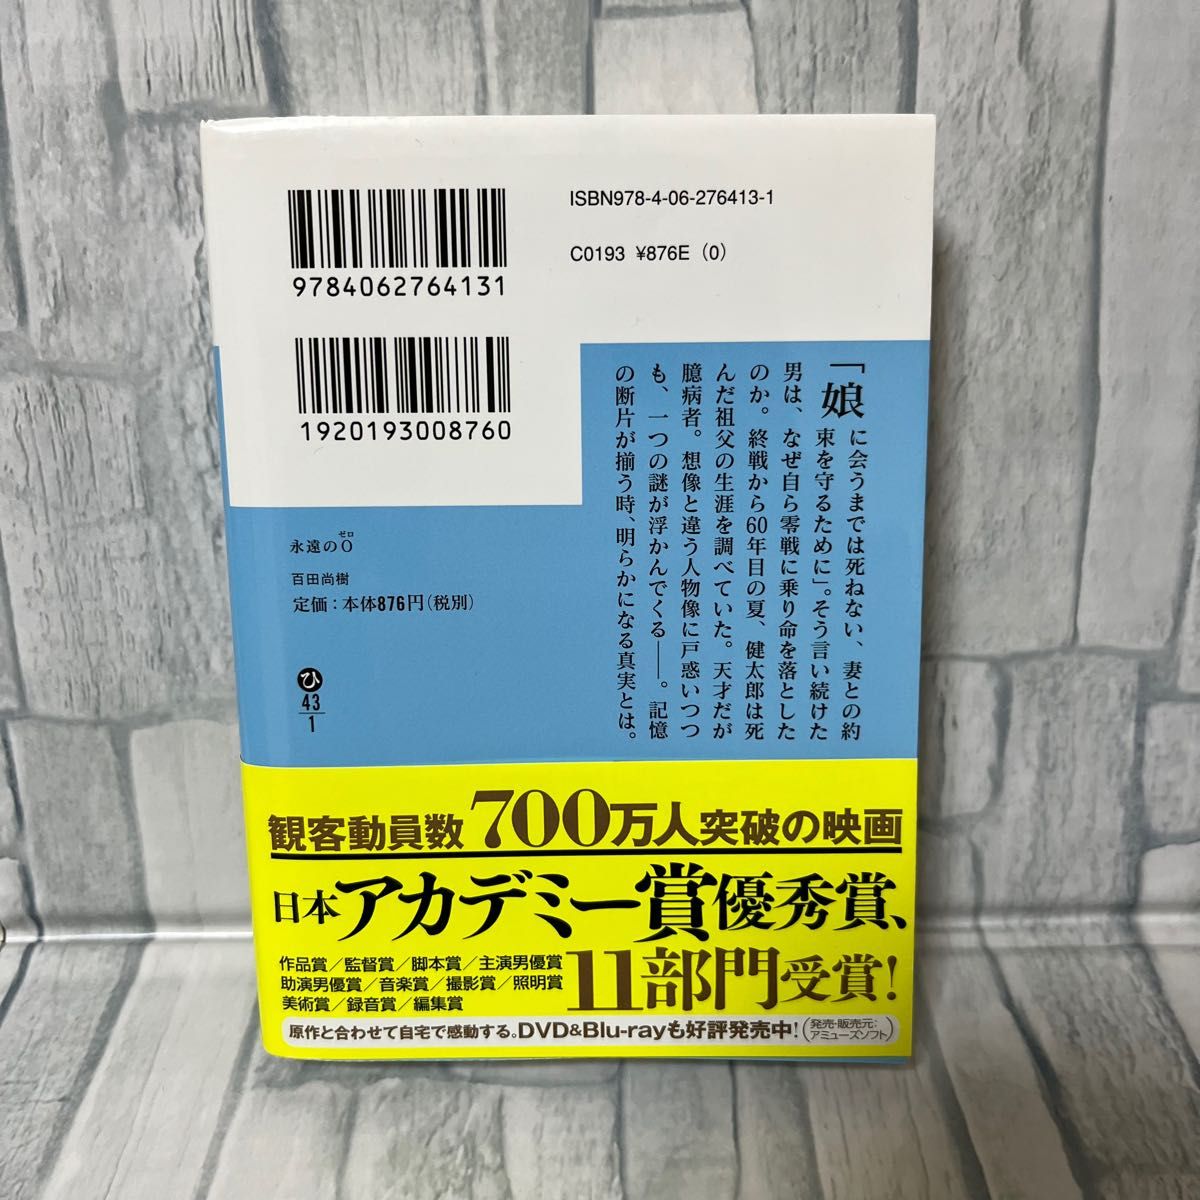 ISBN978-4-06-276413-1
C0193 ¥876E (0)
9784062764131
1920193008760
「娘に会うまでは死ねない、妻との約
束を守るために」。そう言い続けた
男は、なぜ自ら零戦に乗り命を落とした
のか。終戦から60年目の夏、健太郎は死
んだ祖父の生涯を調べていた。天才だが
臆病者。想像と違う人物像に戸惑いつつ
も、一つの謎が浮かんでくる――。記憶
の断片が揃う時、明らかになる真実とは。
ゼロ
永遠の0
百田尚樹
定価:本体876円(税別)
ひ
43
1
観客動員数700万人突破の映画
日本アカデミー賞優秀賞、
11部門受賞!
作品賞/監督賞/脚本賞/主演男優賞
助演男優賞/音楽賞/撮影賞/照明賞
美術賞/録音賞/編集賞
原作と合わせて自宅で感動する。DVD&Blu-rayも好評発売中!
(発売・販売元:
アミューズソフト)